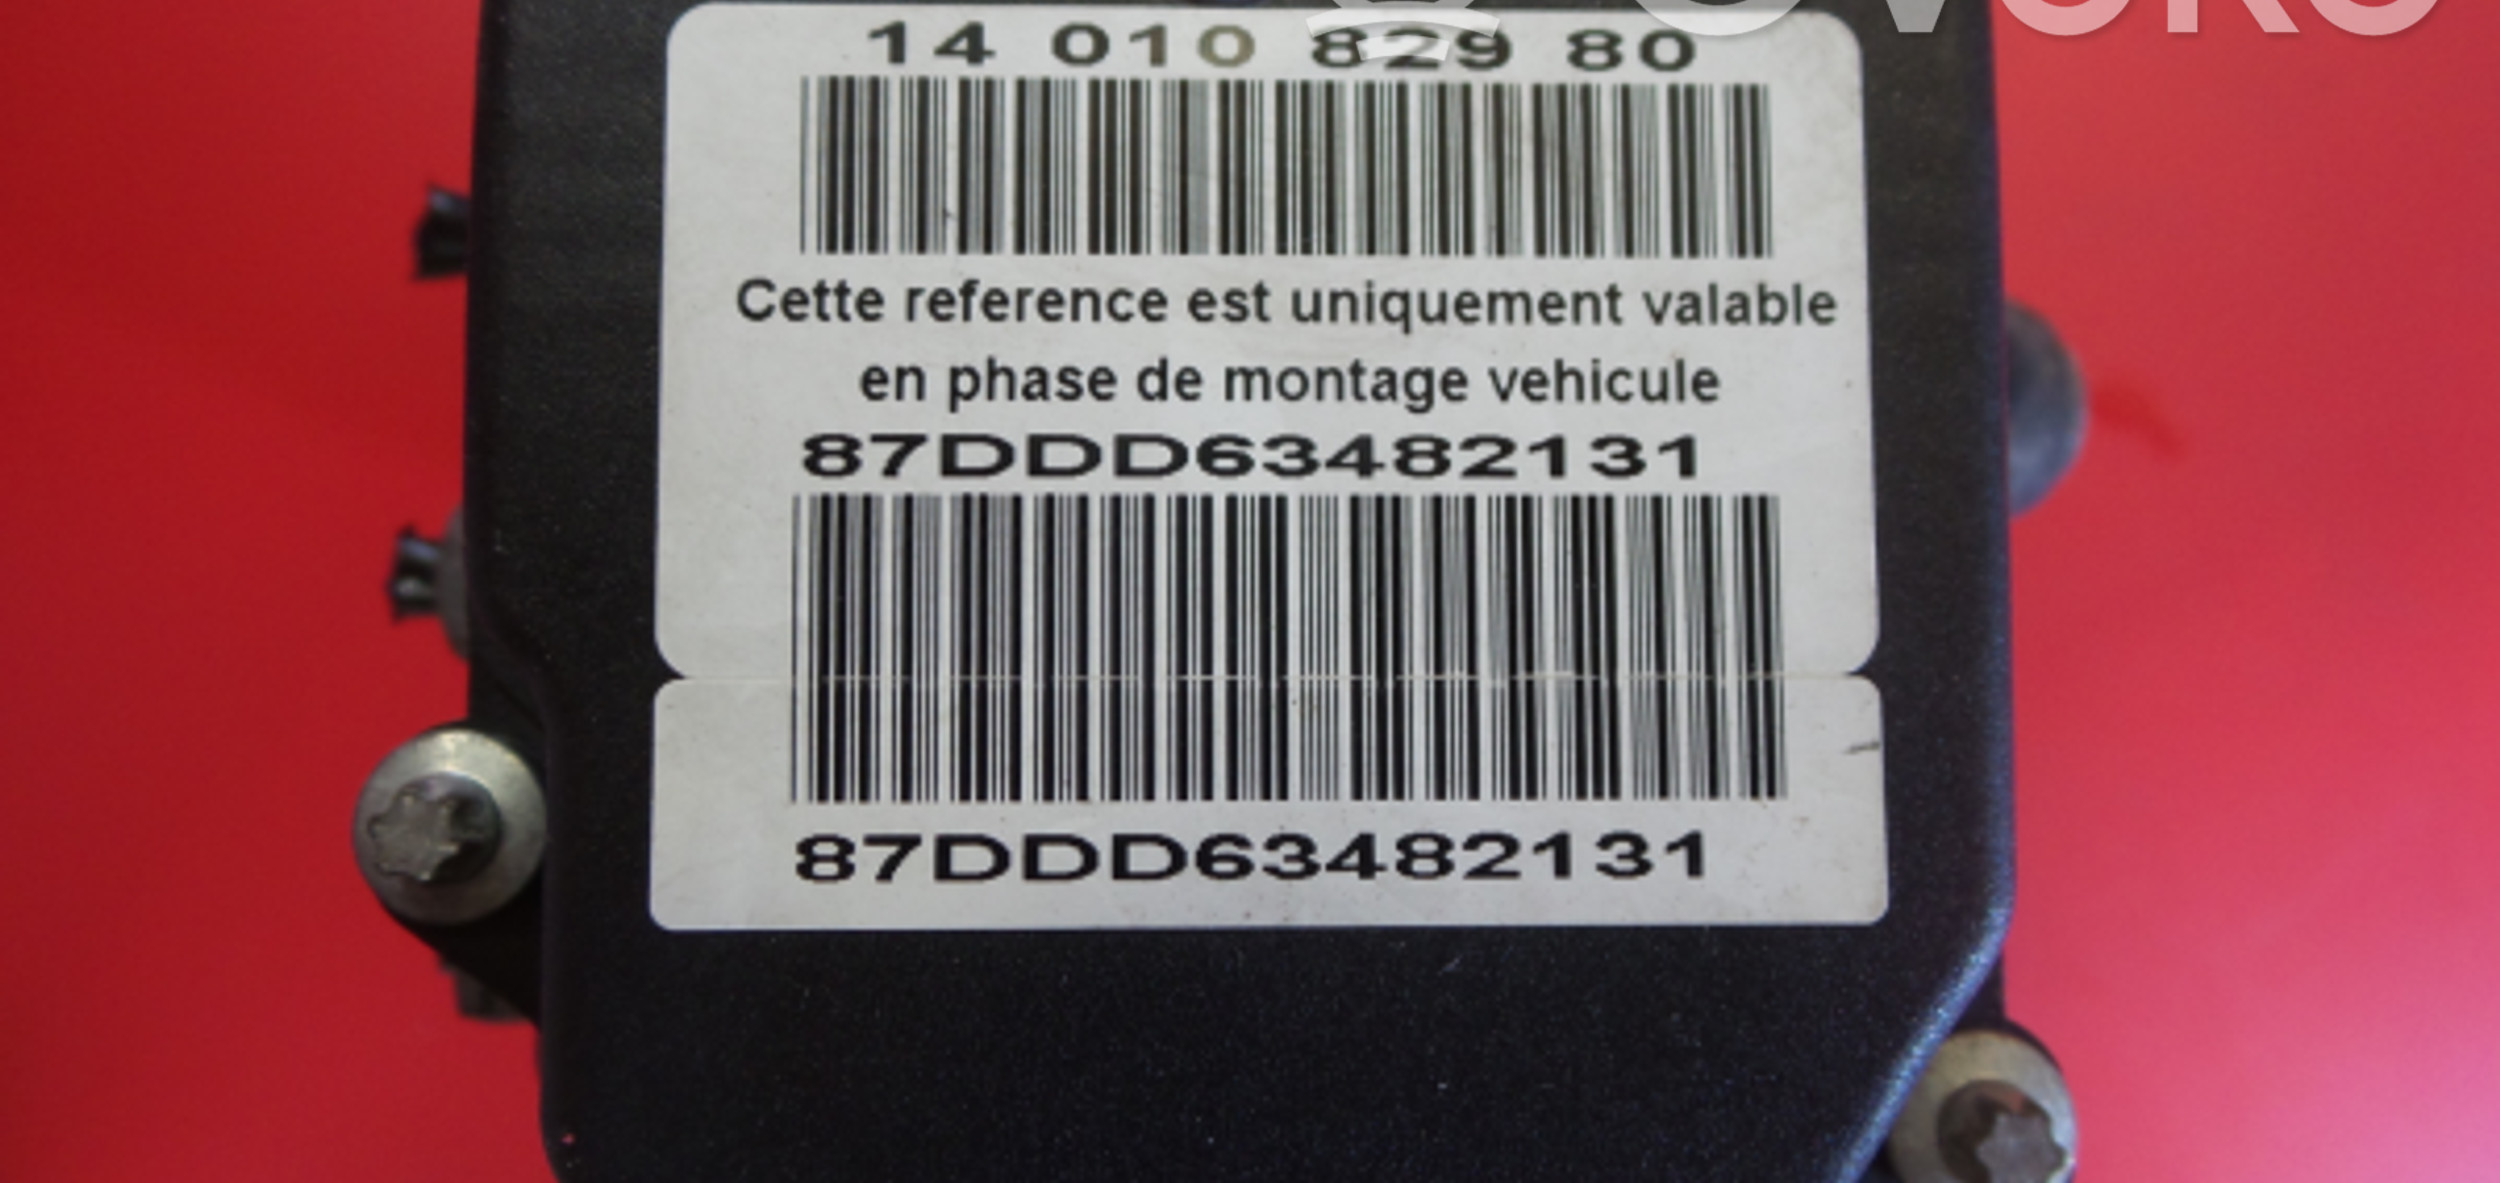 14 010 829 80
Cette reference est uniquement valable
en phase de montage vehicule
87DDD63482131
87DDD63482131